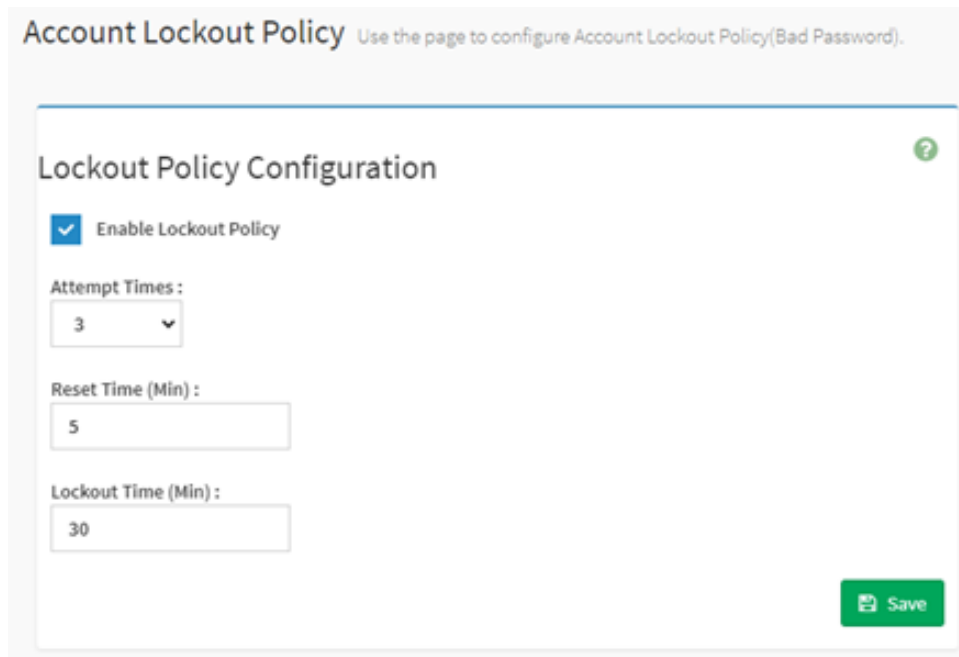 Account Lockout Policy Use the page to configure Account Lockout Policy(Bad Password).
Lockout Policy Configuration
?
Enable Lockout Policy
Attempt Times :
3
Reset Time (Min) :
5
Lockout Time (Min) :
30
Save